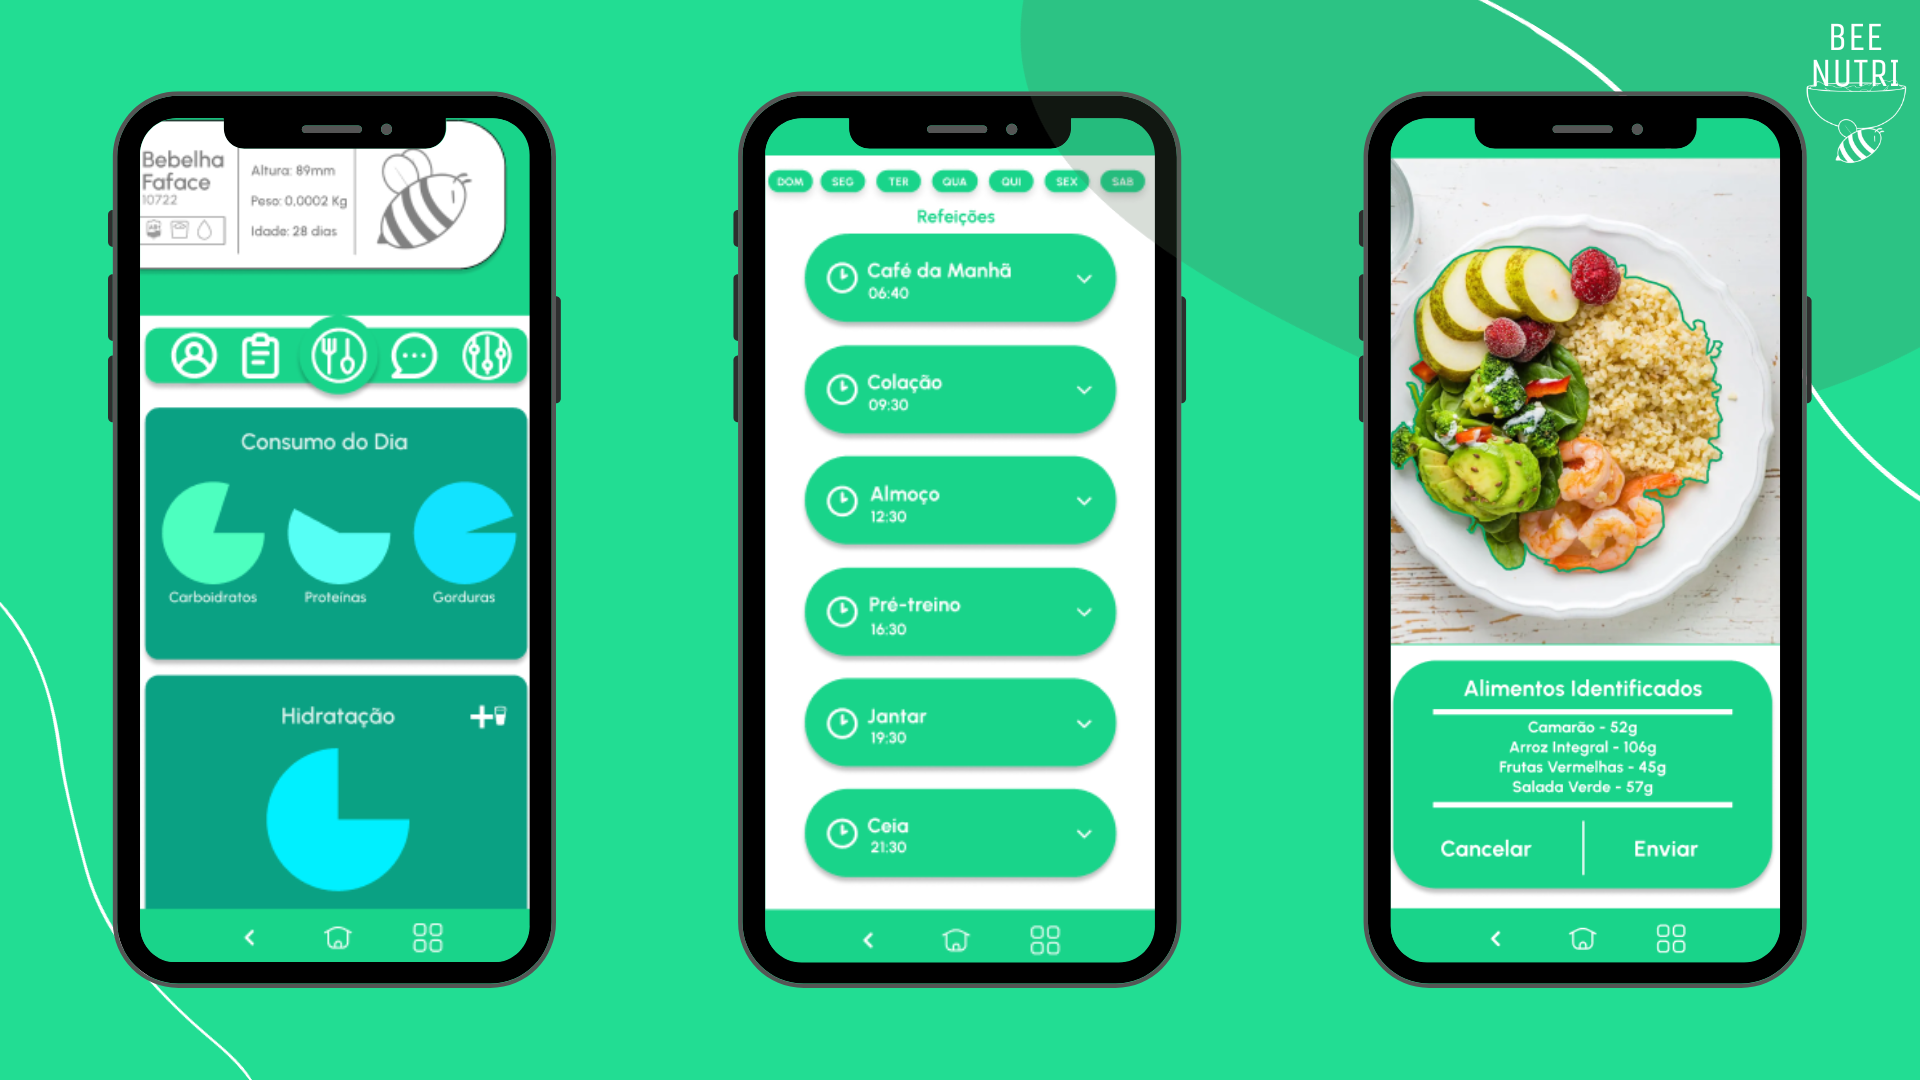 BEE
NUTRI
Bebelha
Faface
10722
Altura: 89mm
Peso: 0,0002 Kg
Idade: 28 dias
Consumo do Dia
Carboidratos
Proteínas
Gorduras
Hidratação
DOM SEG TER QUA QUI SEX SAB
Refeições
Café da Manhã
06:40
Colação
09:30
Almoço
12:30
Pré-treino
16:30
Jantar
19:30
Ceia
21:30
Alimentos Identificados
Camarão - 52g
Arroz Integral - 106g
Frutas Vermelhas - 45g
Salada Verde - 57g
Cancelar
Enviar